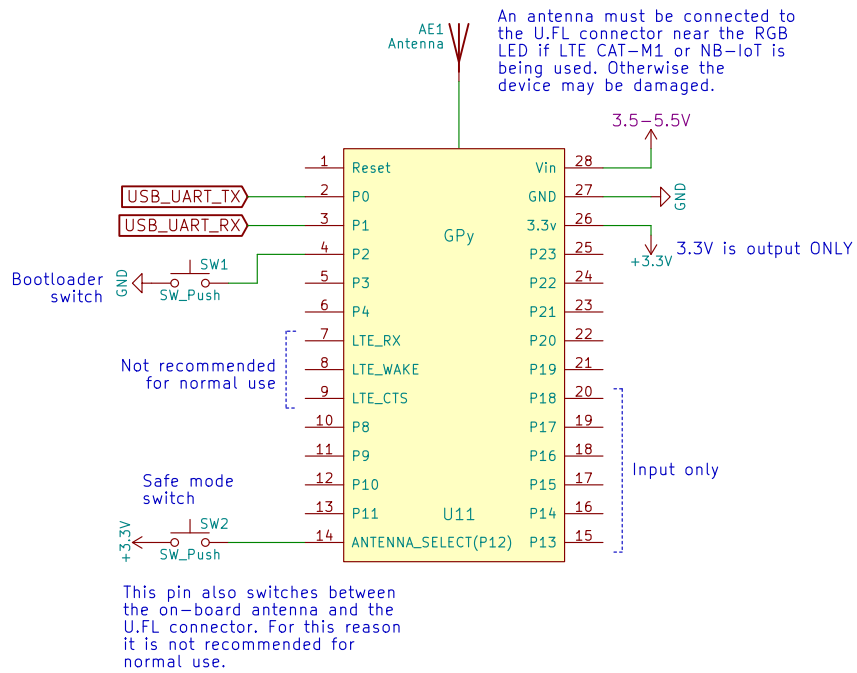 An antenna must be connected to
the U.FL connector near the RGB
LED if LTE CAT-M1 or NB-IoT is
being used. Otherwise the
device may be damaged.
AE1
Antenna
3.5-5.5V
1 Reset
Vin 28
USB_UART_TX 2 P0
GND 27 GND
USB_UART_RX 3 P1
3.3v 26
GPy
+3.3V
3.3V is output ONLY
4 P2
P23 25
Bootloader
switch
GND
SW1
SW_Push
5 P3
P22 24
6 P4
P21 23
7 LTE_RX
P20 22
Not recommended
for normal use
8 LTE_WAKE
P19 21
9 LTE_CTS
P18 20
10 P8
P17 19
11 P9
P16 18
Input only
12 P10
P15 17
13 P11
P14 16
U11
Safe mode
switch
+3.3V
SW2
SW_Push
14 ANTENNA_SELECT(P12)
P13 15
This pin also switches between
the on-board antenna and the
U.FL connector. For this reason
it is not recommended for
normal use.